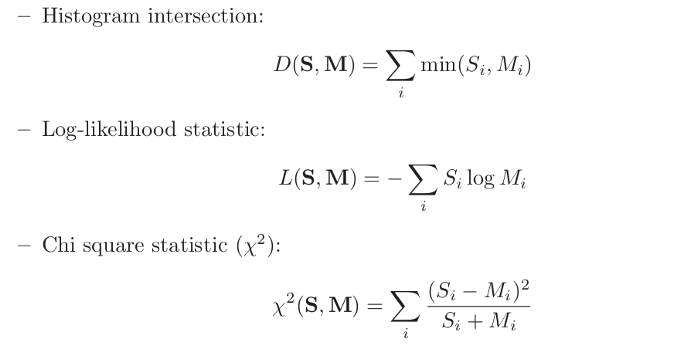 – Histogram intersection:
D(S, M) = ∑_i min(S_i, M_i)
– Log-likelihood statistic:
L(S, M) = − ∑_i S_i log M_i
– Chi square statistic (χ²):
χ²(S, M) = ∑_i (S_i − M_i)² / (S_i + M_i)